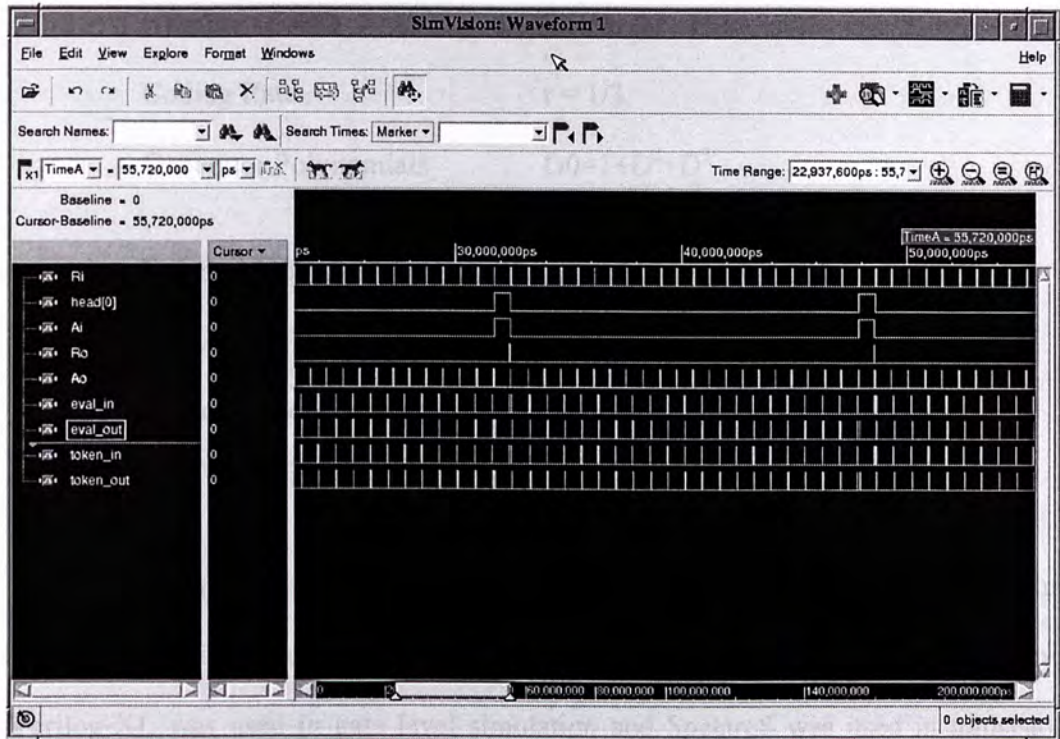 SimVision: Waveform 1
File Edit View Explore Format Windows Help
Search Names: Search Times: Marker
x1 TimeA = 55,720,000 ps Time Range: 22,937,600ps : 55,7
Baseline = 0
Cursor-Baseline = 55,720,000ps
TimeA = 55,720,000ps
Cursor ps 30,000,000ps 40,000,000ps 50,000,000ps
Ri 0
head[0] 0
Ai 0
Ro 0
Ao 0
eval_in 0
eval_out 0
token_in 0
token_out 0
0 60,000,000 80,000,000 100,000,000 140,000,000 200,000,000ps
0 objects selected